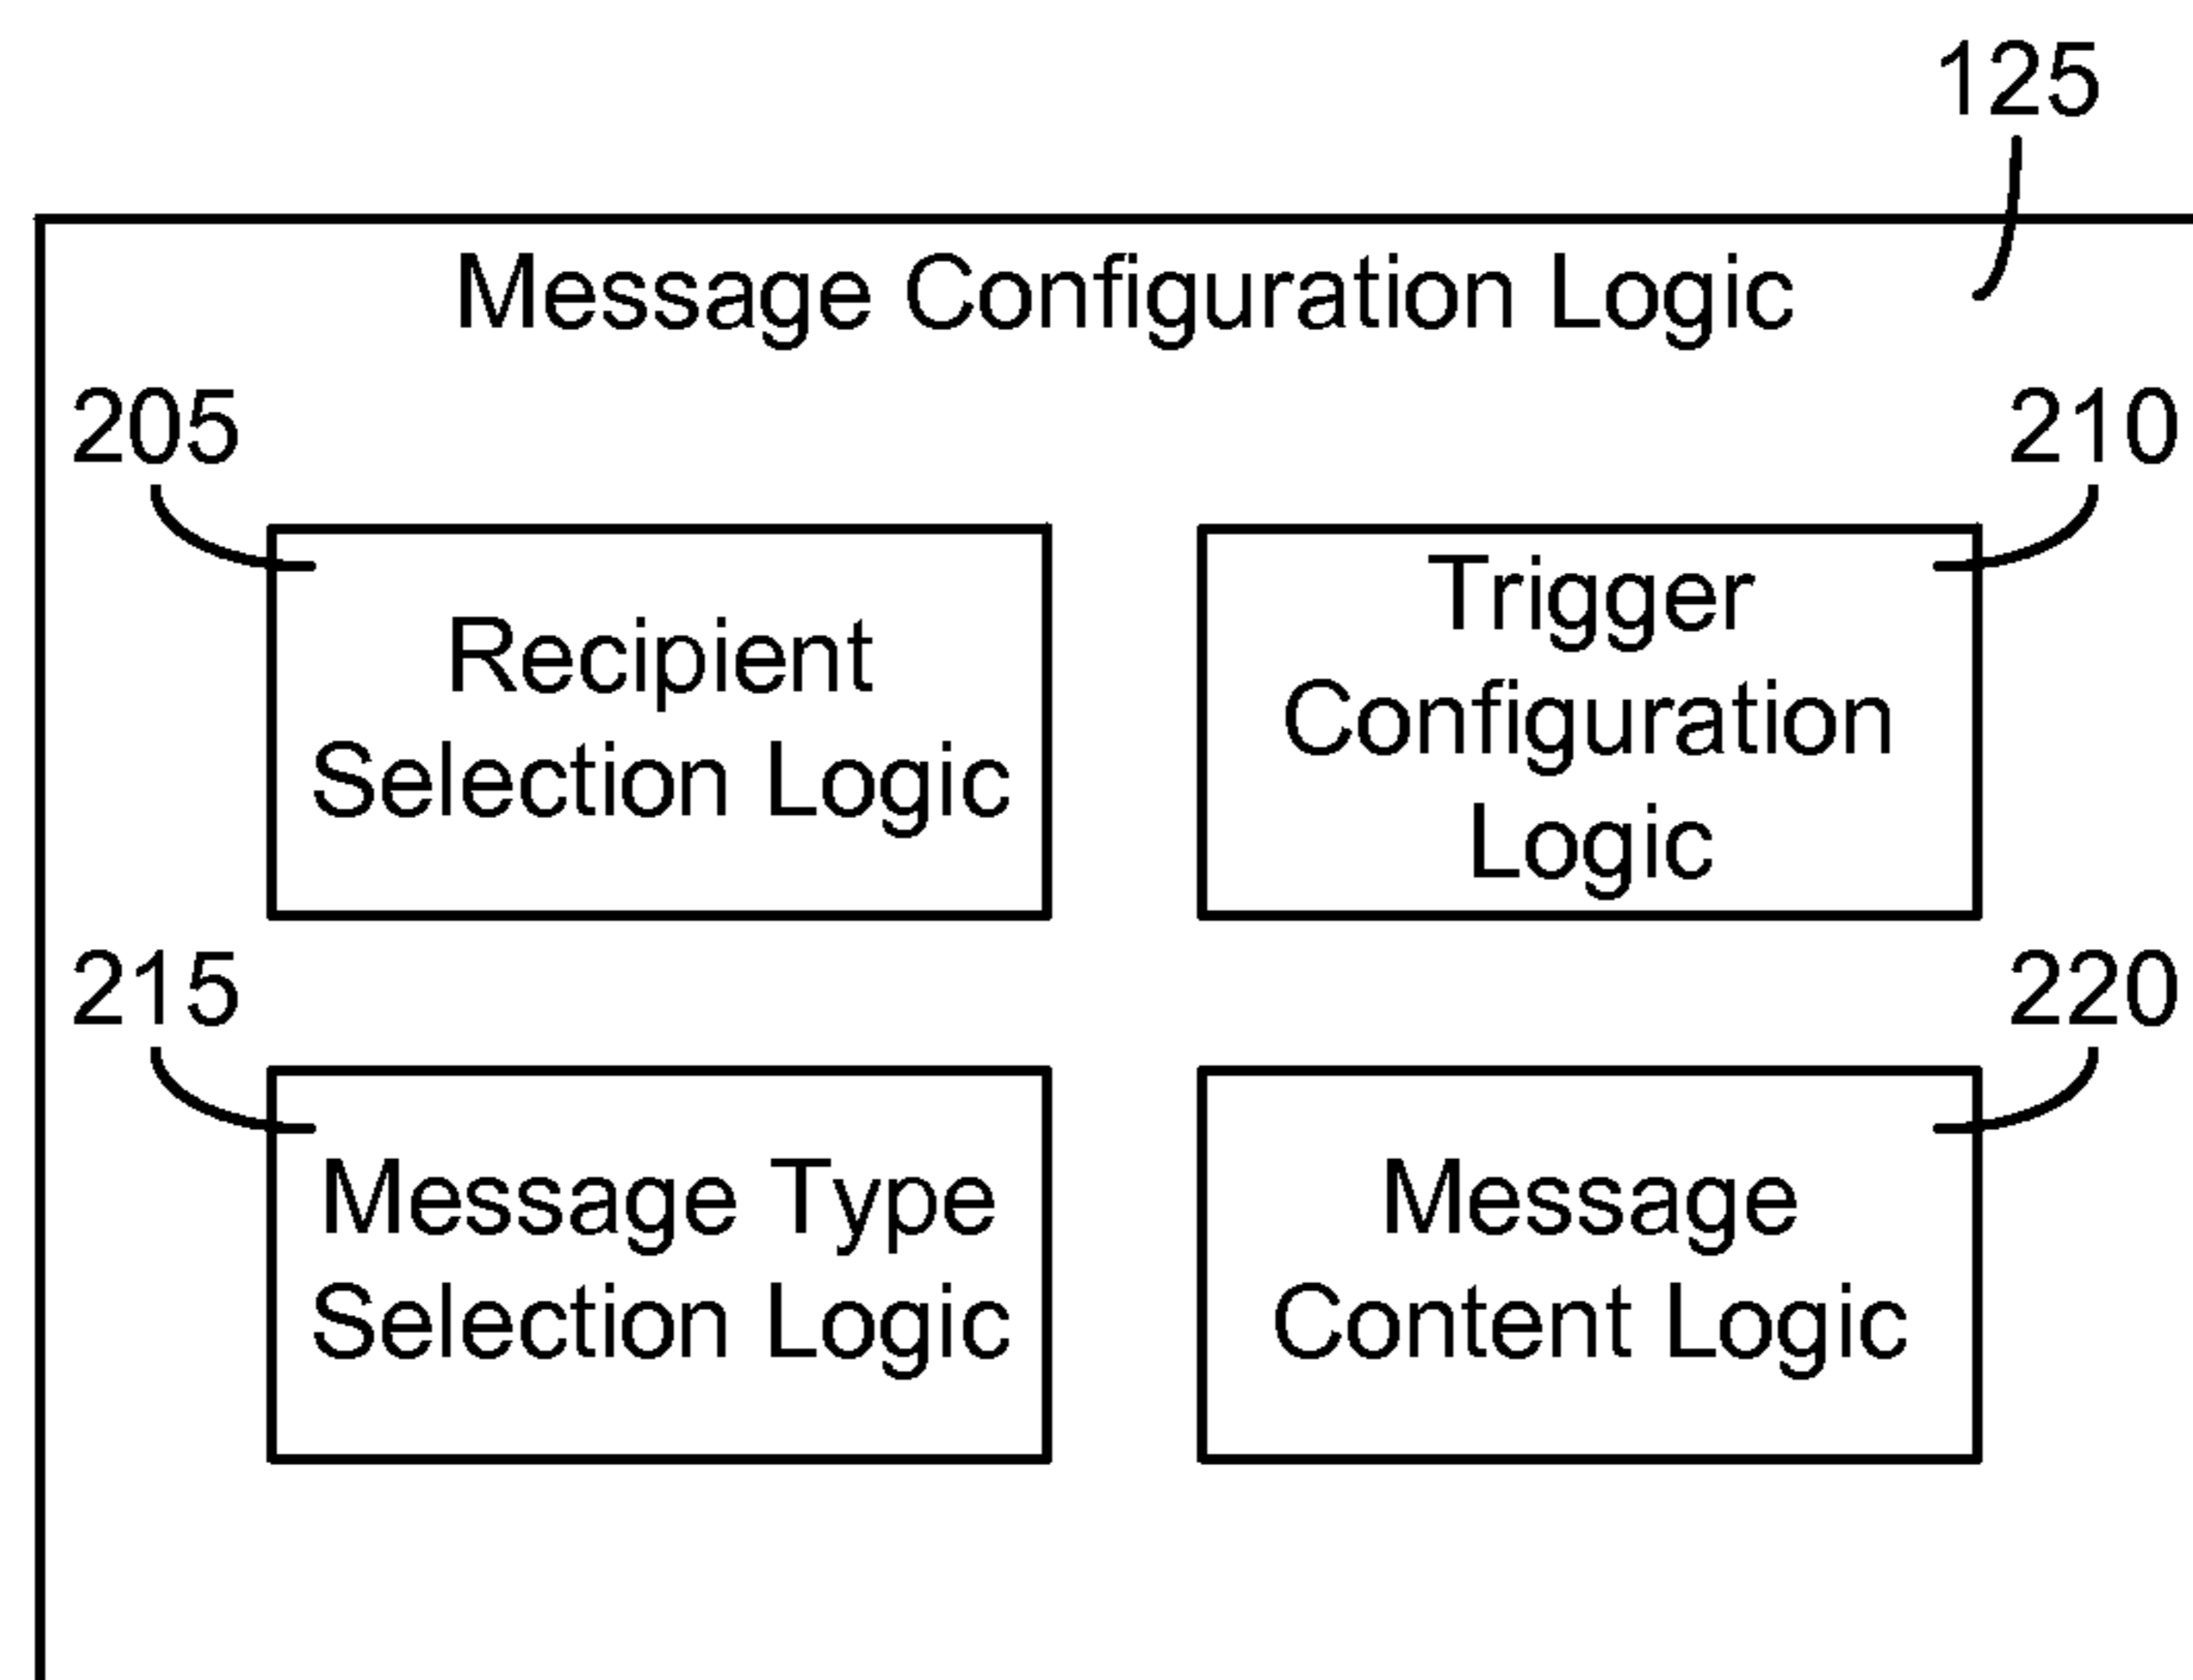 125
Message Configuration Logic
205
210
Recipient
Selection Logic
Trigger
Configuration
Logic
215
220
Message Type
Selection Logic
Message
Content Logic